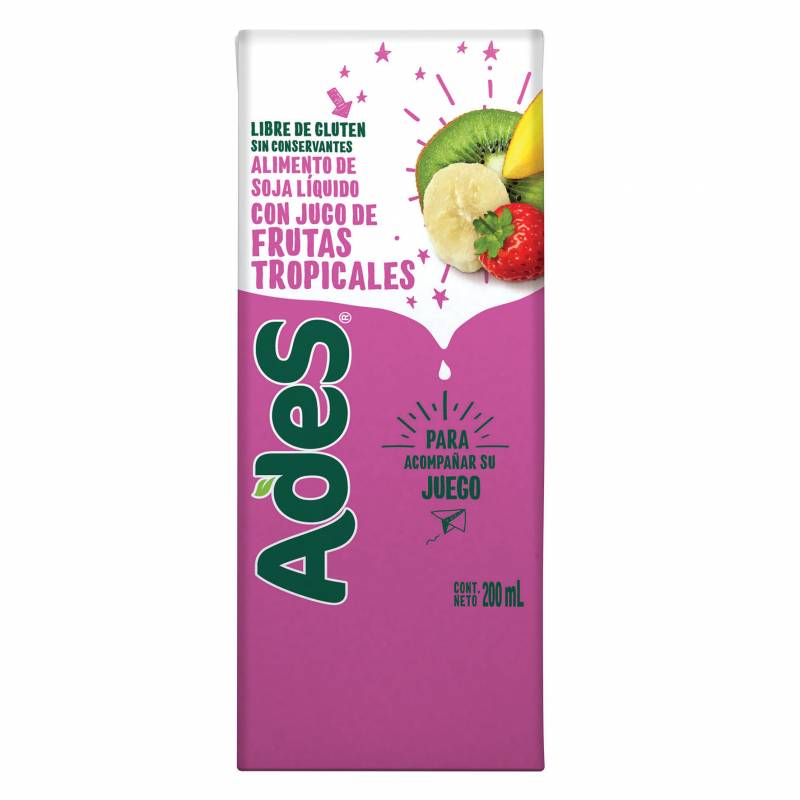 LIBRE DE GLUTEN
SIN CONSERVANTES
ALIMENTO DE
SOJA LÍQUIDO
CON JUGO DE
FRUTAS
TROPICALES
AdeS®
PARA
ACOMPAÑAR SU
JUEGO
CONT.
NETO 200 mL